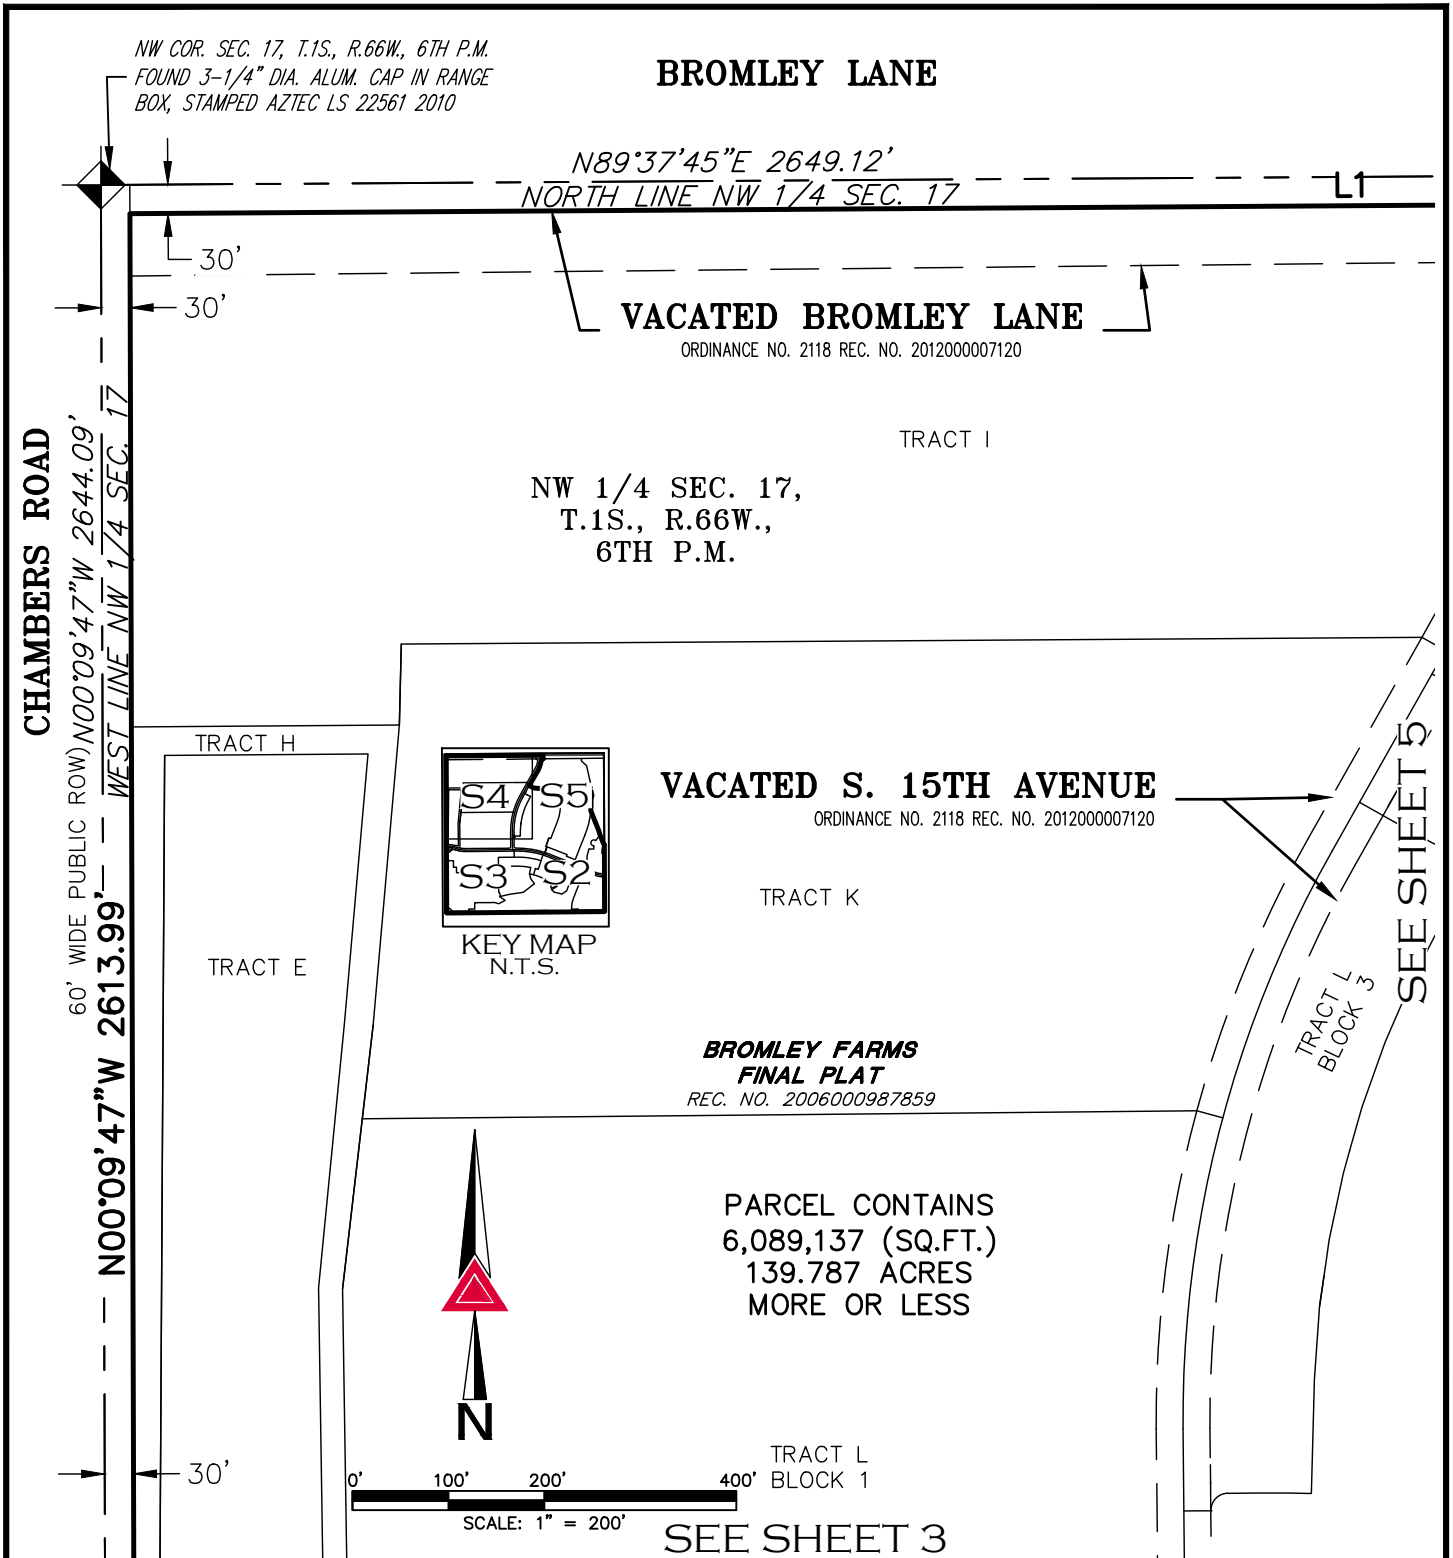 NW COR. SEC. 17, T.1S., R.66W., 6TH P.M.
FOUND 3-1/4" DIA. ALUM. CAP IN RANGE
BOX, STAMPED AZTEC LS 22561 2010
BROMLEY LANE
N89°37'45"E 2649.12'
NORTH LINE NW 1/4 SEC. 17
L1
30'
30'
VACATED BROMLEY LANE
ORDINANCE NO. 2118 REC. NO. 2012000007120
TRACT I
NW 1/4 SEC. 17,
T.1S., R.66W.,
6TH P.M.
CHAMBERS ROAD
60' WIDE PUBLIC ROW)
N00°09'47"W 2644.09'
WEST LINE NW 1/4 SEC. 17
N00°09'47"W 2613.99'
TRACT H
S4
S5
S3
S2
KEY MAP
N.T.S.
VACATED S. 15TH AVENUE
ORDINANCE NO. 2118 REC. NO. 2012000007120
SEE SHEET 5
TRACT K
TRACT E
TRACT L
BLOCK 3
BROMLEY FARMS
FINAL PLAT
REC. NO. 2006000987859
PARCEL CONTAINS
6,089,137 (SQ.FT.)
139.787 ACRES
MORE OR LESS
N
30'
TRACT L
BLOCK 1
0' 100' 200' 400'
SCALE: 1" = 200'
SEE SHEET 3